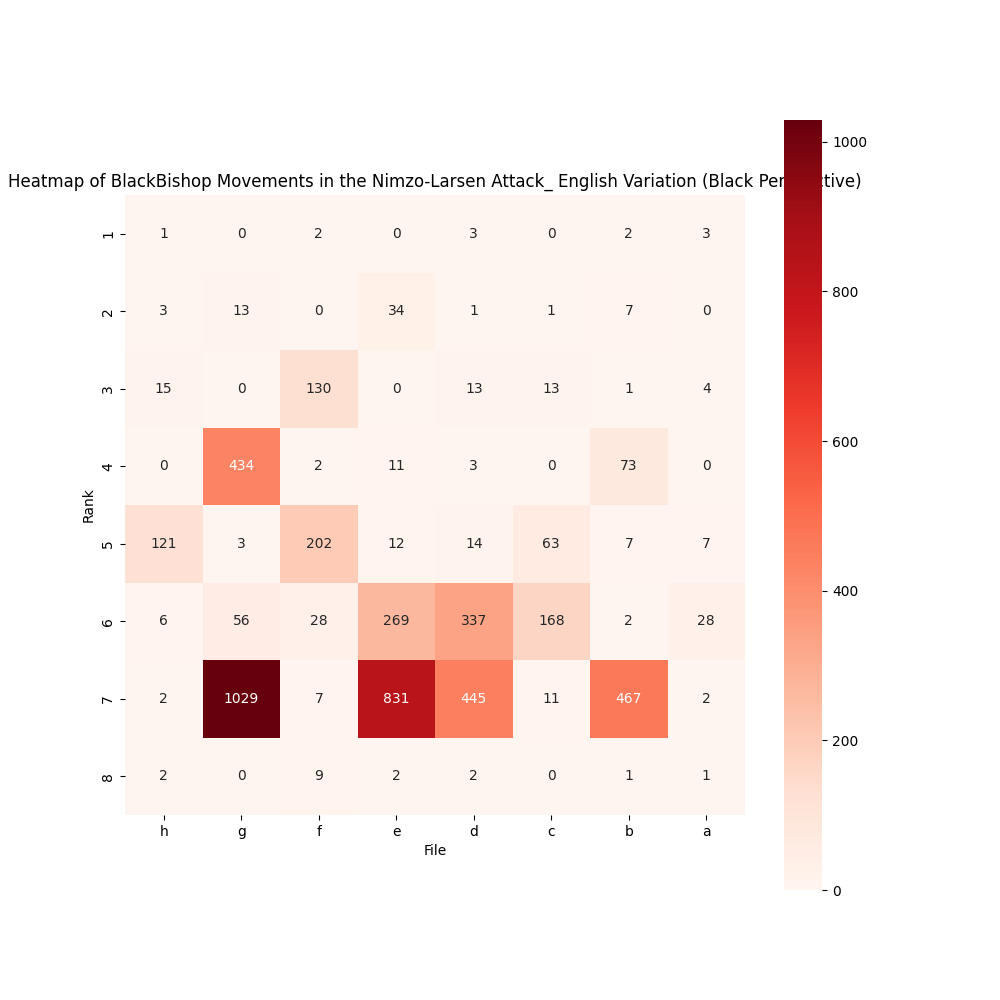 Heatmap of BlackBishop Movements in the Nimzo-Larsen Attack_ English Variation (Black Per ctive)
1 1 0 2 0 3 0 2 3
2 3 13 0 34 1 1 7 0
3 15 0 130 0 13 13 1 4
4 0 434 2 11 3 0 73 0
5 121 3 202 12 14 63 7 7
6 6 56 28 269 337 168 2 28
7 2 1029 7 831 445 11 467 2
8 2 0 9 2 2 0 1 1
h g f e d c b a
File
Rank
1000
800
600
400
200
0